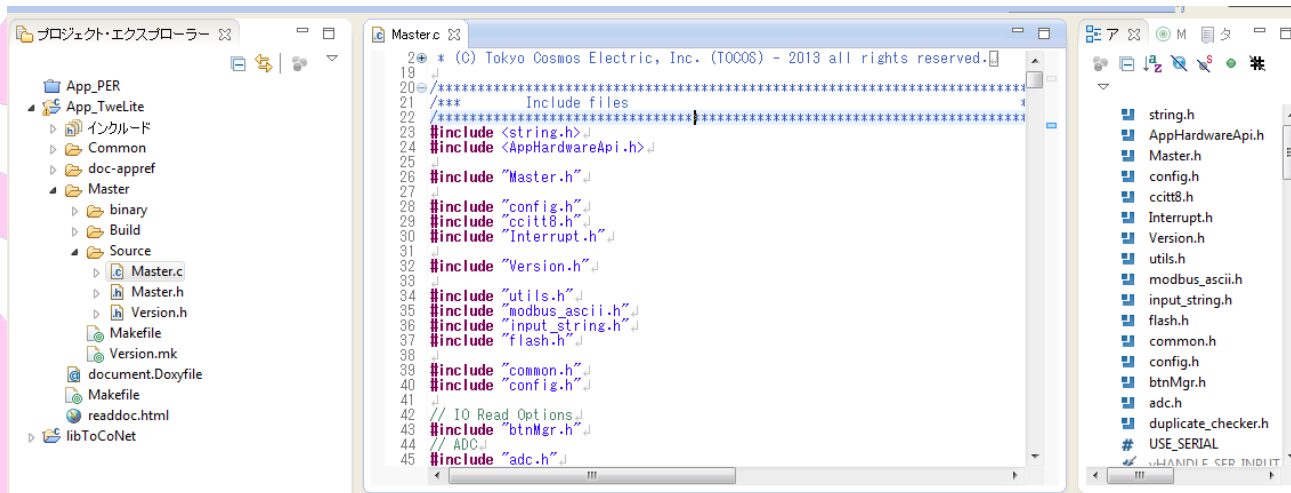 プロジェクト・エクスプローラー
App_PER
App_TweLite
インクルード
Common
doc-appref
Master
binary
Build
Source
Master.c
Master.h
Version.h
Makefile
Version.mk
document.Doxyfile
Makefile
readdoc.html
libToCoNet
Master.c
2 * (C) Tokyo Cosmos Electric, Inc. (TOCOS) - 2013 all rights reserved.
19
20 /****************************************************************************
21 /*** Include files *
22 /****************************************************************************
23 #include <string.h>
24 #include <AppHardwareApi.h>
25
26 #include "Master.h"
27
28 #include "config.h"
29 #include "ccitt8.h"
30 #include "Interrupt.h"
31
32 #include "Version.h"
33
34 #include "utils.h"
35 #include "modbus_ascii.h"
36 #include "input_string.h"
37 #include "flash.h"
38
39 #include "common.h"
40 #include "config.h"
41
42 // IO Read Options
43 #include "btnMgr.h"
44 // ADC
45 #include "adc.h"
ア M タ
string.h
AppHardwareApi.h
Master.h
config.h
ccitt8.h
Interrupt.h
Version.h
utils.h
modbus_ascii.h
input_string.h
flash.h
common.h
config.h
btnMgr.h
adc.h
duplicate_checker.h
# USE_SERIAL
vHANDLE_SER_INPUT